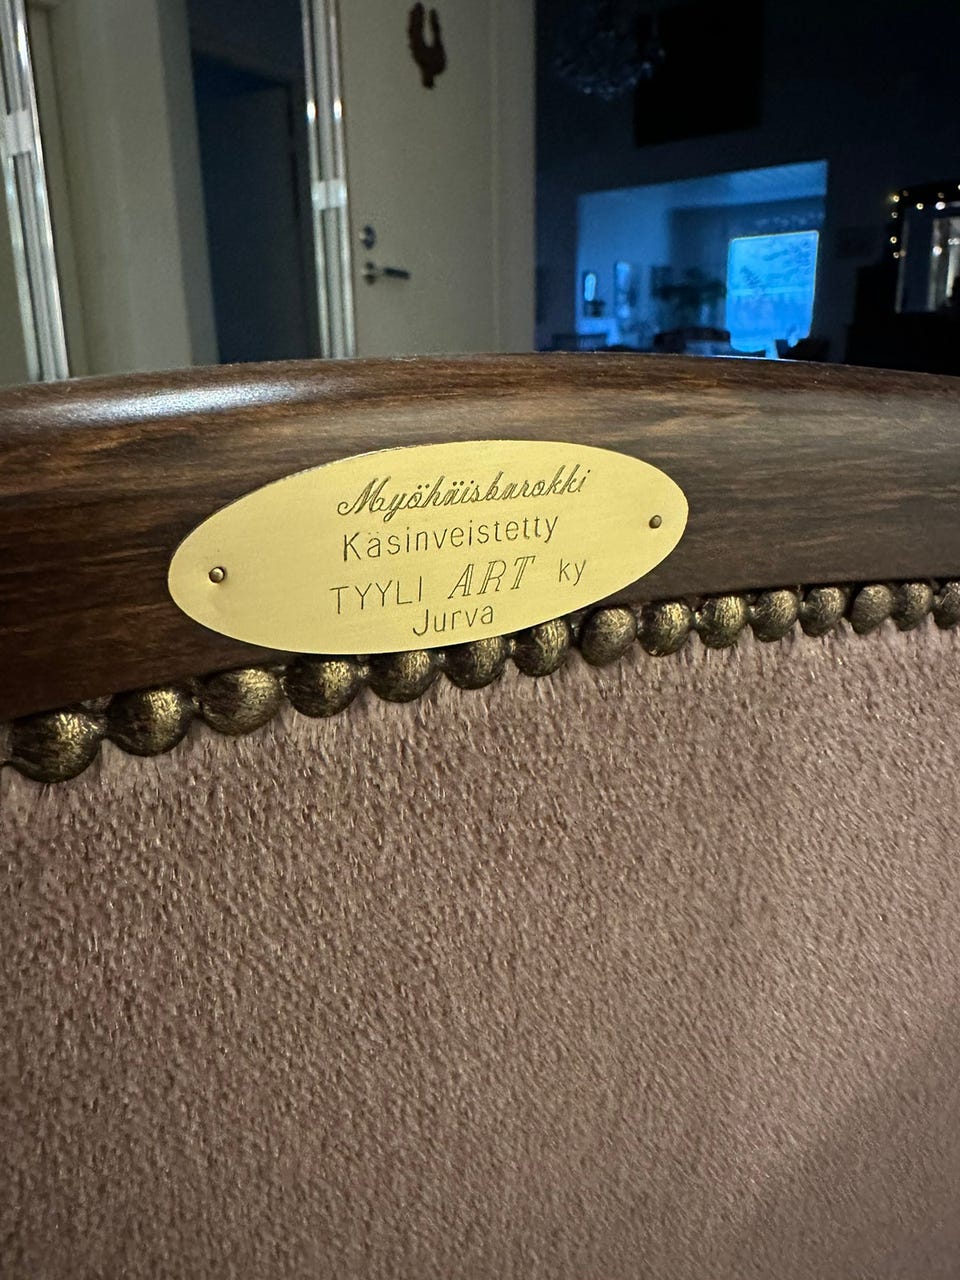 Myöhäisbarokki
Käsinveistetty
TYYLI ART ky
Jurva